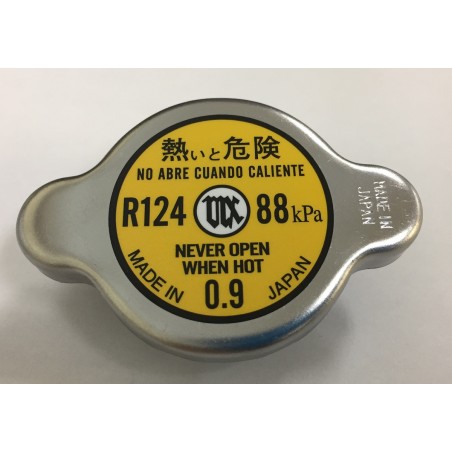 熱いと危険
NO ABRE CUANDO CALIENTE
R124
88kPa
NEVER OPEN
WHEN HOT
MADE IN
0.9
JAPAN
MADE IN
JAPAN